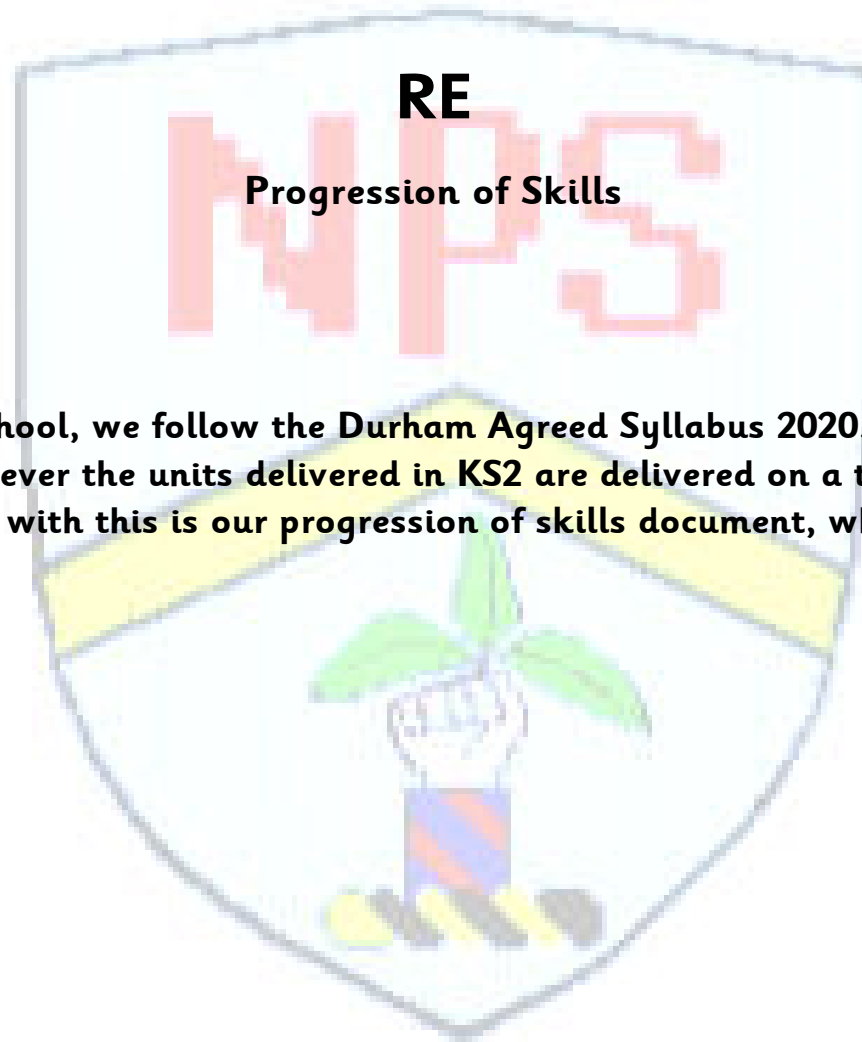 RE
NPS
Progression of Skills
hool, we follow the Durham Agreed Syllabus 2020.
ever the units delivered in KS2 are delivered on a t
with this is our progression of skills document, wh